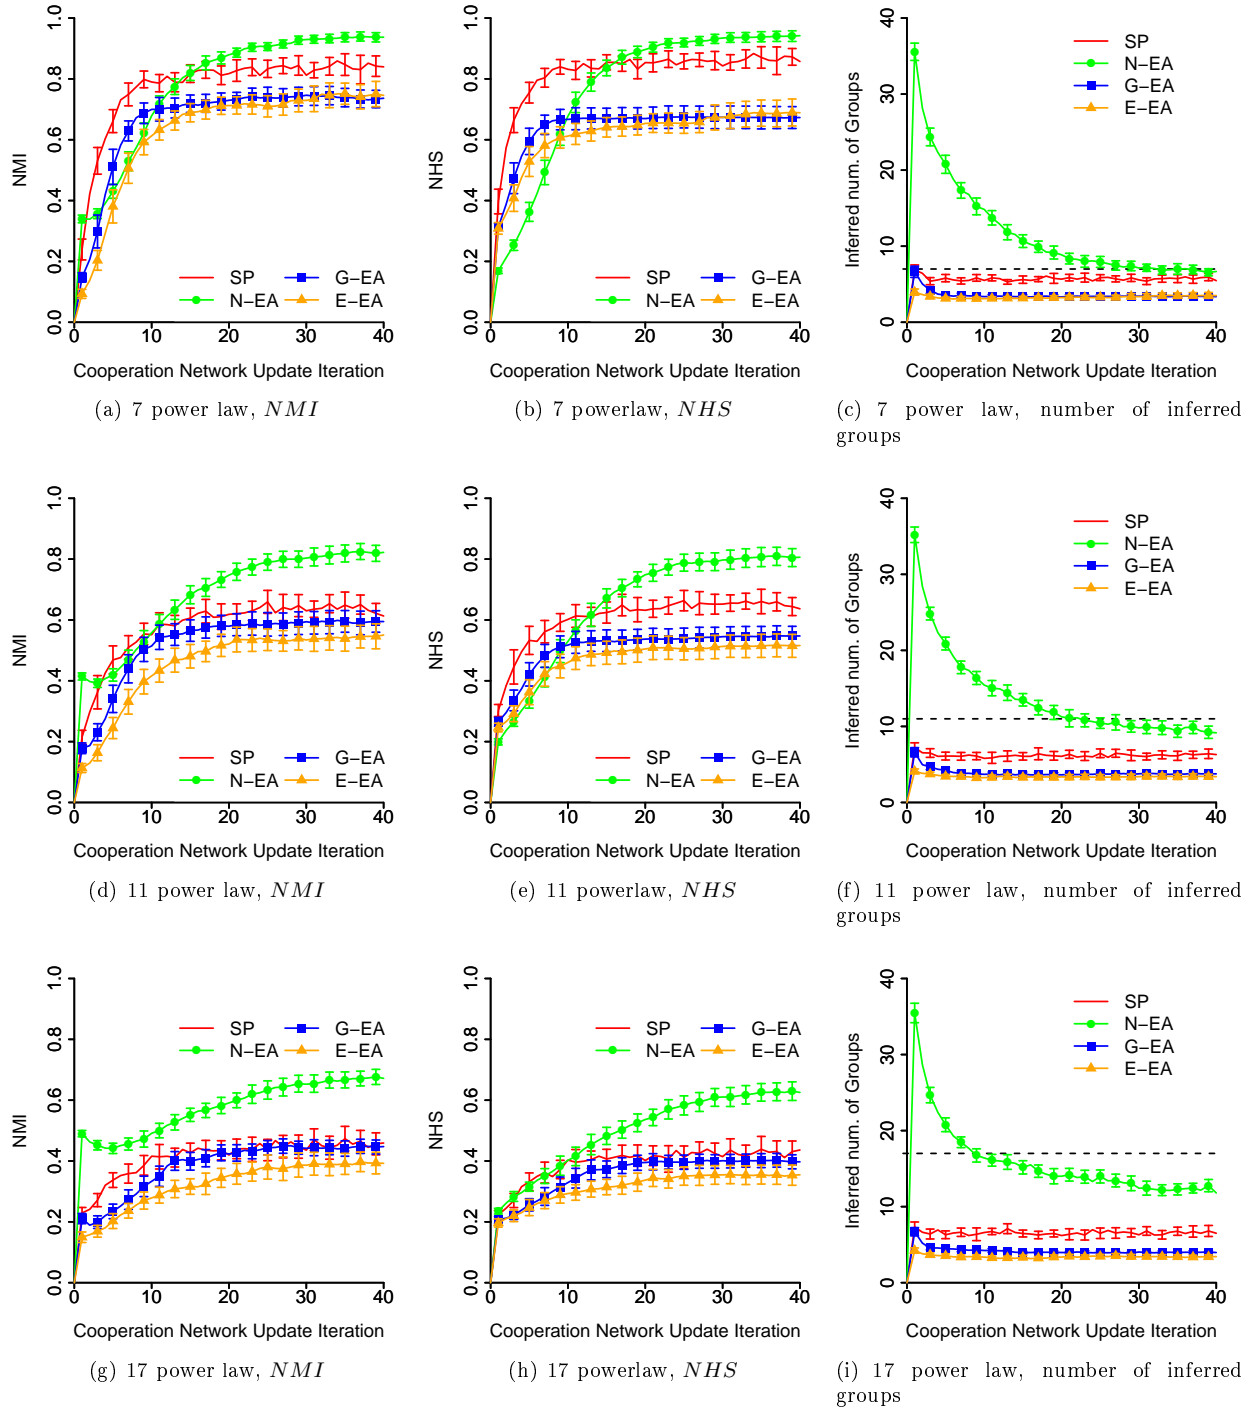 NMI
0.0 0.2 0.4 0.6 0.8 1.0
SP G−EA
N−EA E−EA
0 10 20 30 40
Cooperation Network Update Iteration
(a) 7 power law, NMI
NHS
0.0 0.2 0.4 0.6 0.8 1.0
SP G−EA
N−EA E−EA
0 10 20 30 40
Cooperation Network Update Iteration
(b) 7 powerlaw, NHS
Inferred num. of Groups
0 10 20 30 40
SP
N−EA
G−EA
E−EA
0 10 20 30 40
Cooperation Network Update Iteration
(c) 7 power law, number of inferred
groups
NMI
0.0 0.2 0.4 0.6 0.8 1.0
SP G−EA
N−EA E−EA
0 10 20 30 40
Cooperation Network Update Iteration
(d) 11 power law, NMI
NHS
0.0 0.2 0.4 0.6 0.8 1.0
SP G−EA
N−EA E−EA
0 10 20 30 40
Cooperation Network Update Iteration
(e) 11 powerlaw, NHS
Inferred num. of Groups
0 10 20 30 40
SP
N−EA
G−EA
E−EA
0 10 20 30 40
Cooperation Network Update Iteration
(f) 11 power law, number of inferred
groups
NMI
0.0 0.2 0.4 0.6 0.8 1.0
SP G−EA
N−EA E−EA
0 10 20 30 40
Cooperation Network Update Iteration
(g) 17 power law, NMI
NHS
0.0 0.2 0.4 0.6 0.8 1.0
SP G−EA
N−EA E−EA
0 10 20 30 40
Cooperation Network Update Iteration
(h) 17 powerlaw, NHS
Inferred num. of Groups
0 10 20 30 40
SP
N−EA
G−EA
E−EA
0 10 20 30 40
Cooperation Network Update Iteration
(i) 17 power law, number of inferred
groups